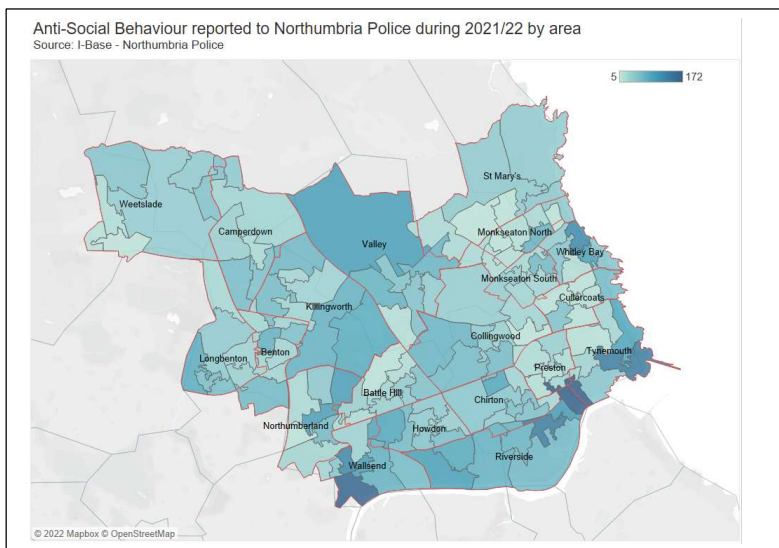 Anti-Social Behaviour reported to Northumbria Police during 2021/22 by area
Source: I-Base - Northumbria Police
5 172
St Mary's
Weetslade
Camperdown
Monkseaton North
Valley
Whitley Bay
Monkseaton South
Cullercoats
Killingworth
Collingwood
Longbenton
Benton
Tynemouth
Preston
Battle Hill
Chirton
Northumberland
Howdon
Riverside
Wallsend
© 2022 Mapbox © OpenStreetMap